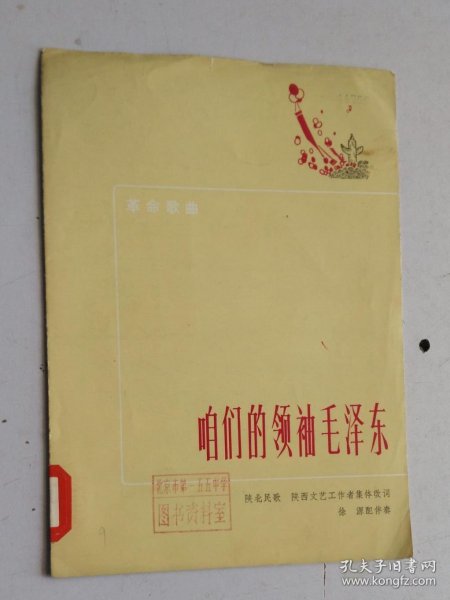 革命歌曲
咱们的领袖毛泽东
陕北民歌 陕西文艺工作者集体改词
徐源配伴奏
北京市第一五五中学
图书资料室
9
孔夫子旧书网
www.kongfz.com